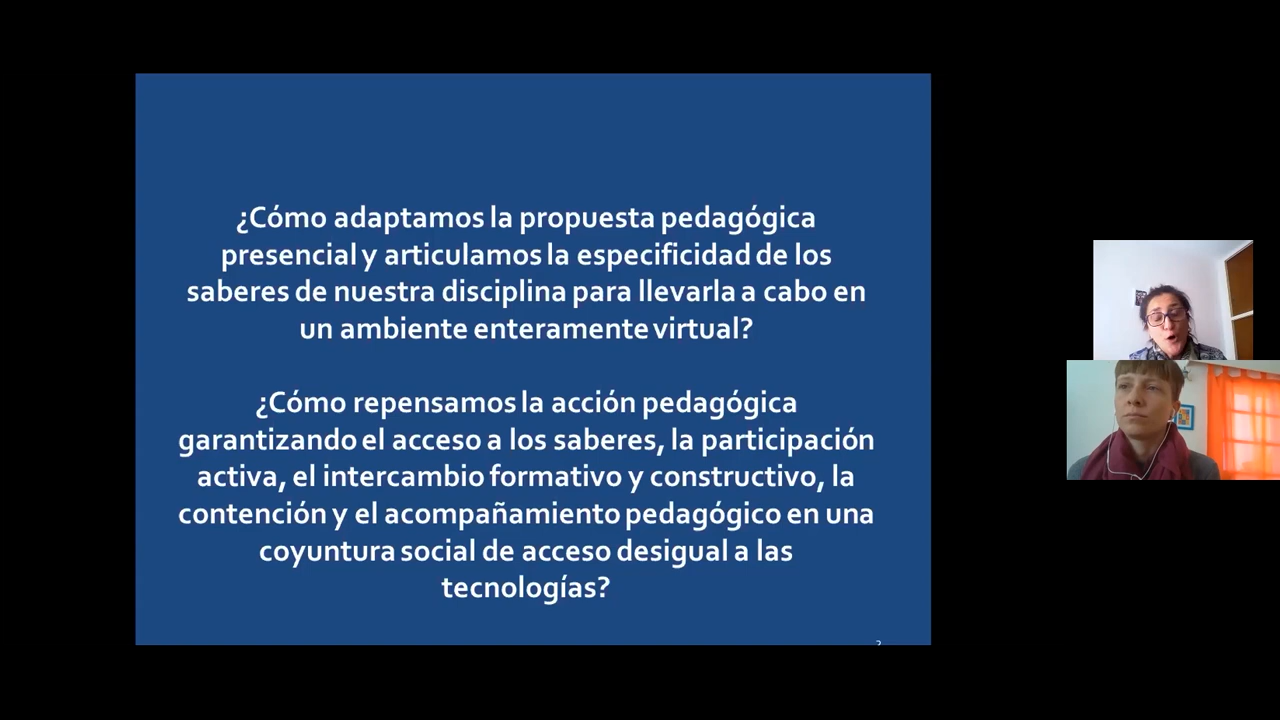 ¿Cómo adaptamos la propuesta pedagógica
presencial y articulamos la especificidad de los
saberes de nuestra disciplina para llevarla a cabo en
un ambiente enteramente virtual?
¿Cómo repensamos la acción pedagógica
garantizando el acceso a los saberes, la participación
activa, el intercambio formativo y constructivo, la
contención y el acompañamiento pedagógico en una
coyuntura social de acceso desigual a las
tecnologías?